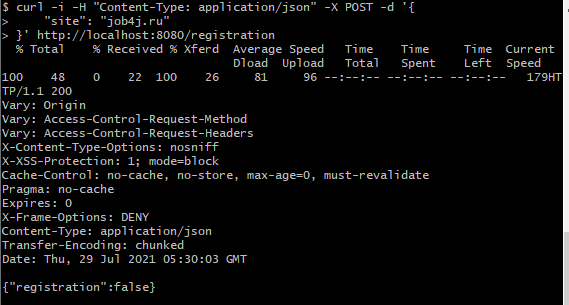 $ curl -i -H "Content-Type: application/json" -X POST -d '{
>     "site": "job4j.ru"
> }' http://localhost:8080/registration
  % Total    % Received % Xferd  Average Speed   Time    Time     Time  Current
                                 Dload  Upload   Total   Spent    Left  Speed
100    48    0    22  100    26     81     96 --:--:-- --:--:-- --:--:--   179HT
TP/1.1 200
Vary: Origin
Vary: Access-Control-Request-Method
Vary: Access-Control-Request-Headers
X-Content-Type-Options: nosniff
X-XSS-Protection: 1; mode=block
Cache-Control: no-cache, no-store, max-age=0, must-revalidate
Pragma: no-cache
Expires: 0
X-Frame-Options: DENY
Content-Type: application/json
Transfer-Encoding: chunked
Date: Thu, 29 Jul 2021 05:30:03 GMT

{"registration":false}